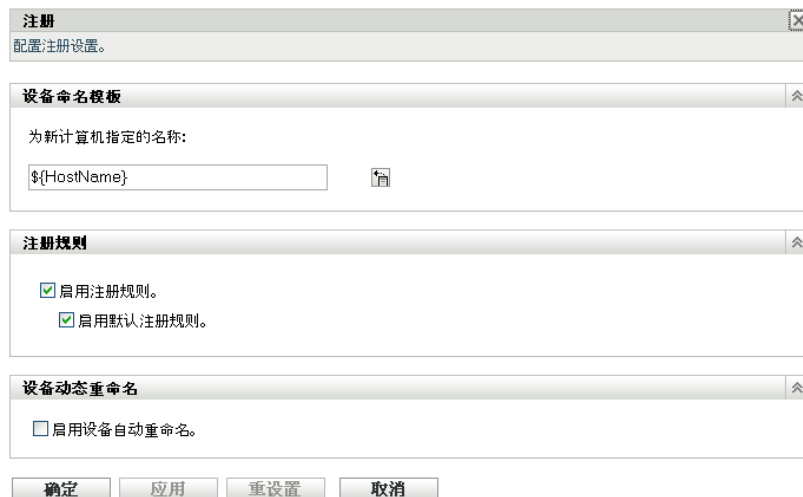 注册
配置注册设置。
设备命名模板
为新计算机指定的名称:
${HostName}
注册规则
启用注册规则。
启用默认注册规则。
设备动态重命名
启用设备自动重命名。
确定 应用 重设置 取消